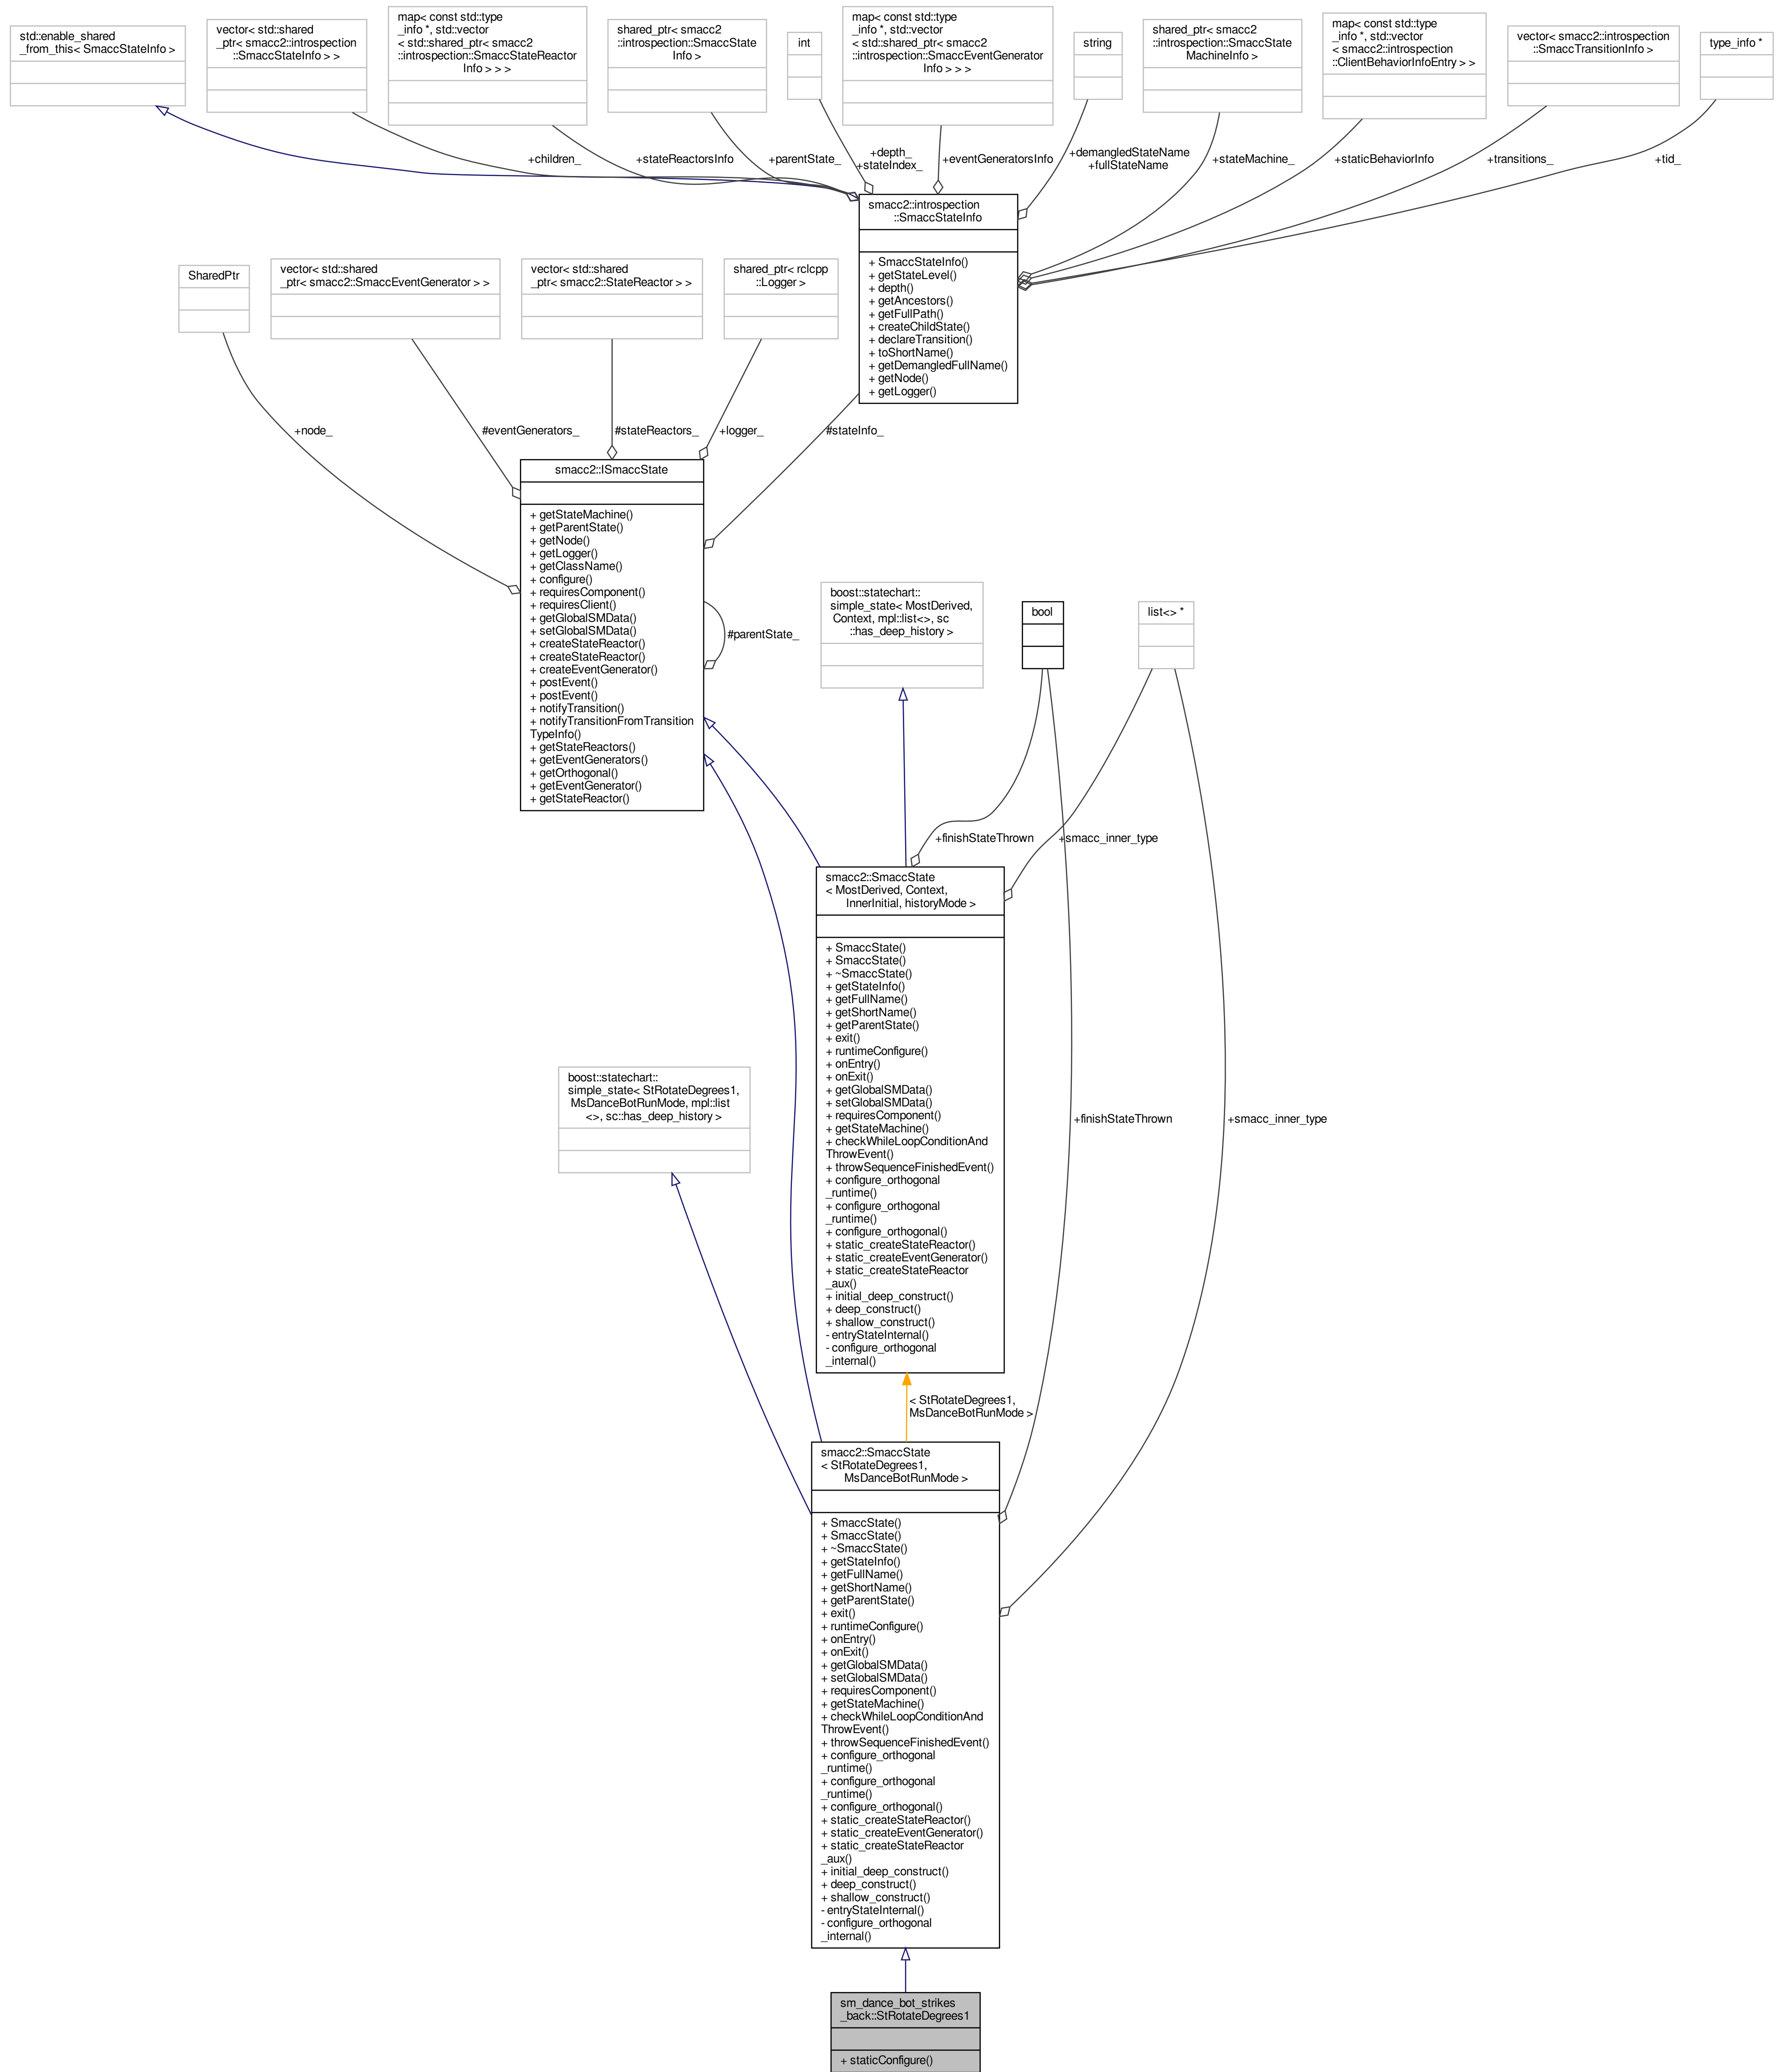 std::enable_shared
_from_this< SmaccStateInfo >
vector< std::shared
_ptr< smacc2::introspection
::SmaccStateInfo > >
map< const std::type
_info *, std::vector
< std::shared_ptr< smacc2
::introspection::SmaccStateReactor
Info > > >
shared_ptr< smacc2
::introspection::SmaccState
Info >
int
map< const std::type
_info *, std::vector
< std::shared_ptr< smacc2
::introspection::SmaccEventGenerator
Info > > >
string
shared_ptr< smacc2
::introspection::SmaccState
MachineInfo >
map< const std::type
_info *, std::vector
< smacc2::introspection
::ClientBehaviorInfoEntry > >
vector< smacc2::introspection
::SmaccTransitionInfo >
type_info *
+children_
+stateReactorsInfo
+parentState_
+depth_
+stateIndex_
+eventGeneratorsInfo
+demangledStateName
+fullStateName
+stateMachine_
+staticBehaviorInfo
+transitions_
+tid_
smacc2::introspection
::SmaccStateInfo
+ SmaccStateInfo()
+ getStateLevel()
+ depth()
+ getAncestors()
+ getFullPath()
+ createChildState()
+ declareTransition()
+ toShortName()
+ getDemangledFullName()
+ getNode()
+ getLogger()
SharedPtr
vector< std::shared
_ptr< smacc2::SmaccEventGenerator > >
vector< std::shared
_ptr< smacc2::StateReactor > >
shared_ptr< rclcpp
::Logger >
+node_
#eventGenerators_
#stateReactors_
+logger_
#stateInfo_
smacc2::ISmaccState
+ getStateMachine()
+ getParentState()
+ getNode()
+ getLogger()
+ getClassName()
+ configure()
+ requiresComponent()
+ requiresClient()
+ getGlobalSMData()
+ setGlobalSMData()
+ createStateReactor()
+ createStateReactor()
+ createEventGenerator()
+ postEvent()
+ postEvent()
+ notifyTransition()
+ notifyTransitionFromTransition
TypeInfo()
+ getStateReactors()
+ getEventGenerators()
+ getOrthogonal()
+ getEventGenerator()
+ getStateReactor()
#parentState_
boost::statechart::
simple_state< MostDerived,
Context, mpl::list<>, sc
::has_deep_history >
bool
list<> *
+finishStateThrown
+smacc_inner_type
smacc2::SmaccState
< MostDerived, Context,
InnerInitial, historyMode >
+ SmaccState()
+ SmaccState()
+ ~SmaccState()
+ getStateInfo()
+ getFullName()
+ getShortName()
+ getParentState()
+ exit()
+ runtimeConfigure()
+ onEntry()
+ onExit()
+ getGlobalSMData()
+ setGlobalSMData()
+ requiresComponent()
+ getStateMachine()
+ checkWhileLoopConditionAnd
ThrowEvent()
+ throwSequenceFinishedEvent()
+ configure_orthogonal
_runtime()
+ configure_orthogonal
_runtime()
+ configure_orthogonal()
+ static_createStateReactor()
+ static_createEventGenerator()
+ static_createStateReactor
_aux()
+ initial_deep_construct()
+ deep_construct()
+ shallow_construct()
- entryStateInternal()
- configure_orthogonal
_internal()
boost::statechart::
simple_state< StRotateDegrees1,
MsDanceBotRunMode, mpl::list
<>, sc::has_deep_history >
+finishStateThrown
+smacc_inner_type
< StRotateDegrees1,
MsDanceBotRunMode >
smacc2::SmaccState
< StRotateDegrees1,
MsDanceBotRunMode >
+ SmaccState()
+ SmaccState()
+ ~SmaccState()
+ getStateInfo()
+ getFullName()
+ getShortName()
+ getParentState()
+ exit()
+ runtimeConfigure()
+ onEntry()
+ onExit()
+ getGlobalSMData()
+ setGlobalSMData()
+ requiresComponent()
+ getStateMachine()
+ checkWhileLoopConditionAnd
ThrowEvent()
+ throwSequenceFinishedEvent()
+ configure_orthogonal
_runtime()
+ configure_orthogonal
_runtime()
+ configure_orthogonal()
+ static_createStateReactor()
+ static_createEventGenerator()
+ static_createStateReactor
_aux()
+ initial_deep_construct()
+ deep_construct()
+ shallow_construct()
- entryStateInternal()
- configure_orthogonal
_internal()
sm_dance_bot_strikes
_back::StRotateDegrees1
+ staticConfigure()